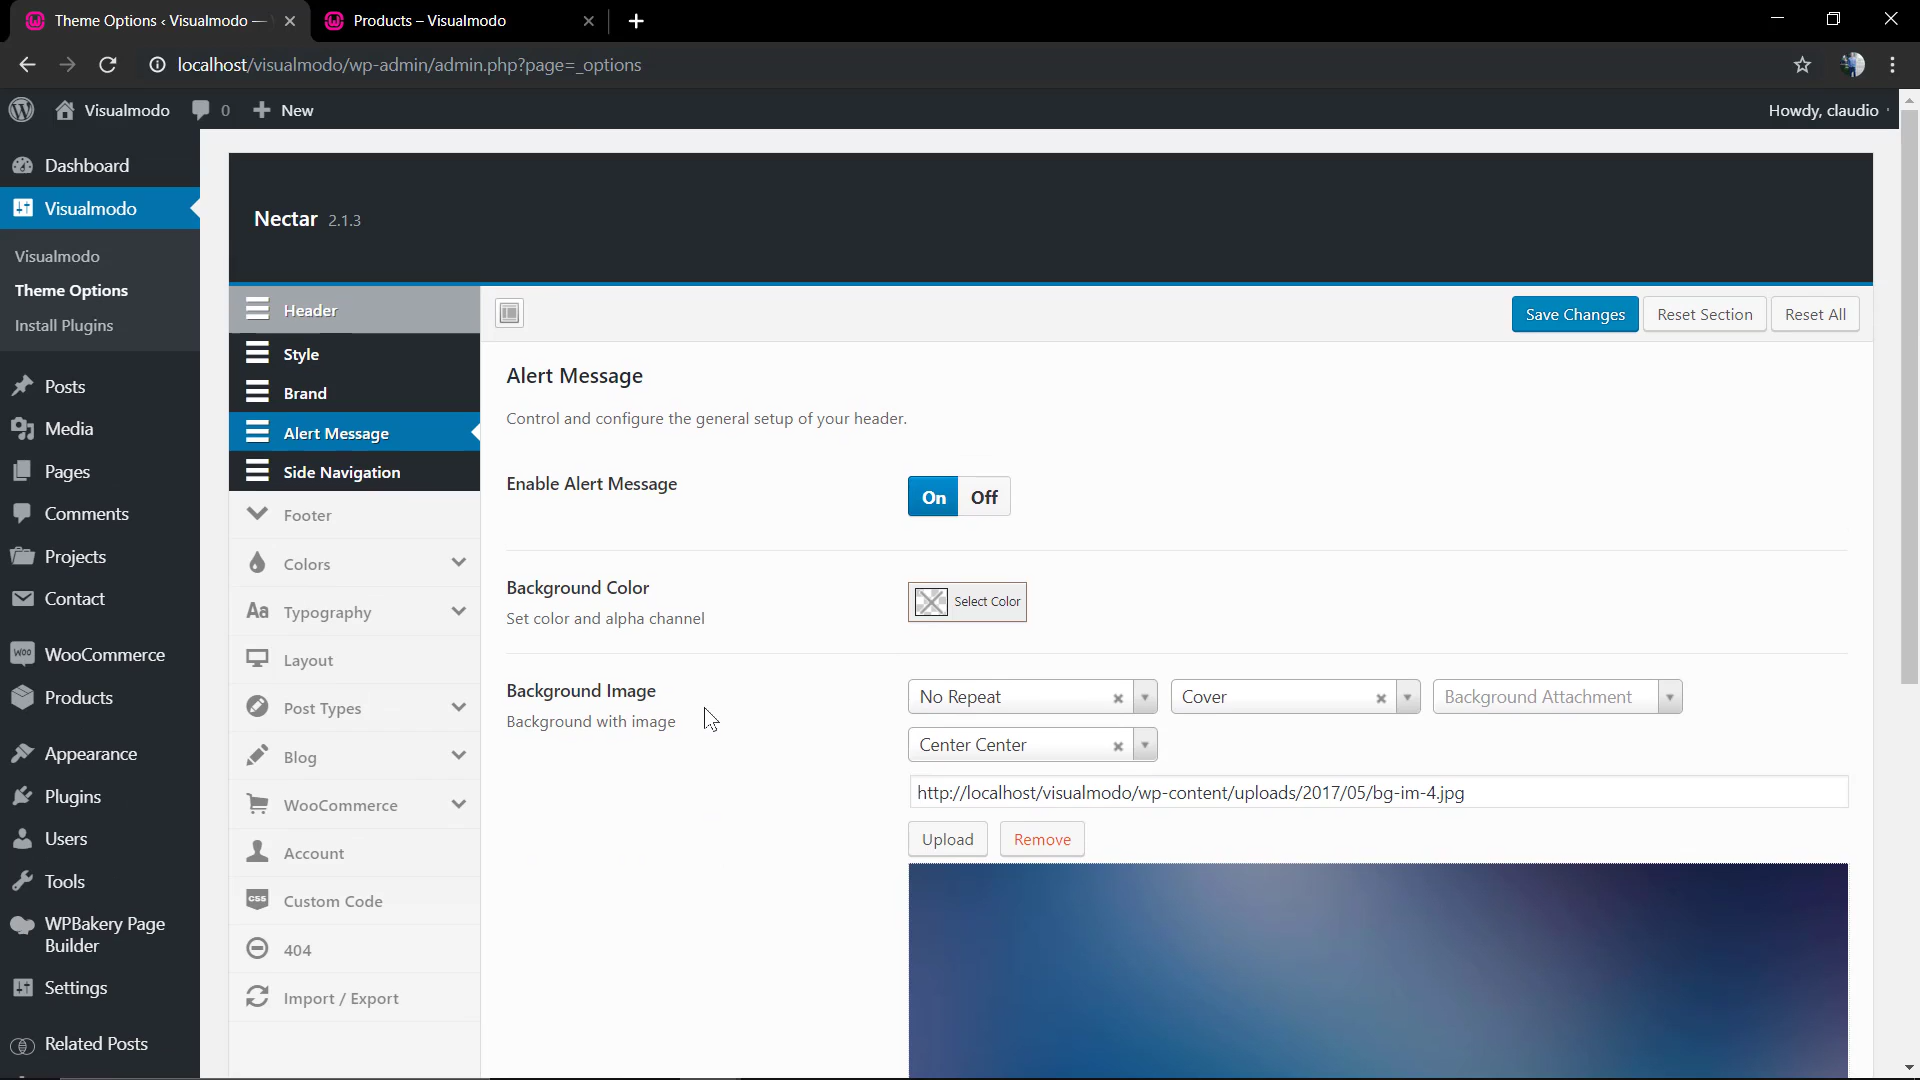 Theme Options ‹ Visualmodo —
Products – Visualmodo
localhost/visualmodo/wp-admin/admin.php?page=_options
Visualmodo
0
New
Howdy, claudio
Dashboard
Visualmodo
Visualmodo
Theme Options
Install Plugins
Posts
Media
Pages
Comments
Projects
Contact
WooCommerce
Products
Appearance
Plugins
Users
Tools
WPBakery Page
Builder
Settings
Related Posts
Nectar 2.1.3
Header
Style
Brand
Alert Message
Side Navigation
Footer
Colors
Aa Typography
Layout
Post Types
Blog
WooCommerce
Account
CSS Custom Code
404
Import / Export
Save Changes
Reset Section
Reset All
Alert Message
Control and configure the general setup of your header.
Enable Alert Message
On Off
Background Color
Set color and alpha channel
Select Color
Background Image
Background with image
No Repeat
Cover
Background Attachment
Center Center
http://localhost/visualmodo/wp-content/uploads/2017/05/bg-im-4.jpg
Upload
Remove